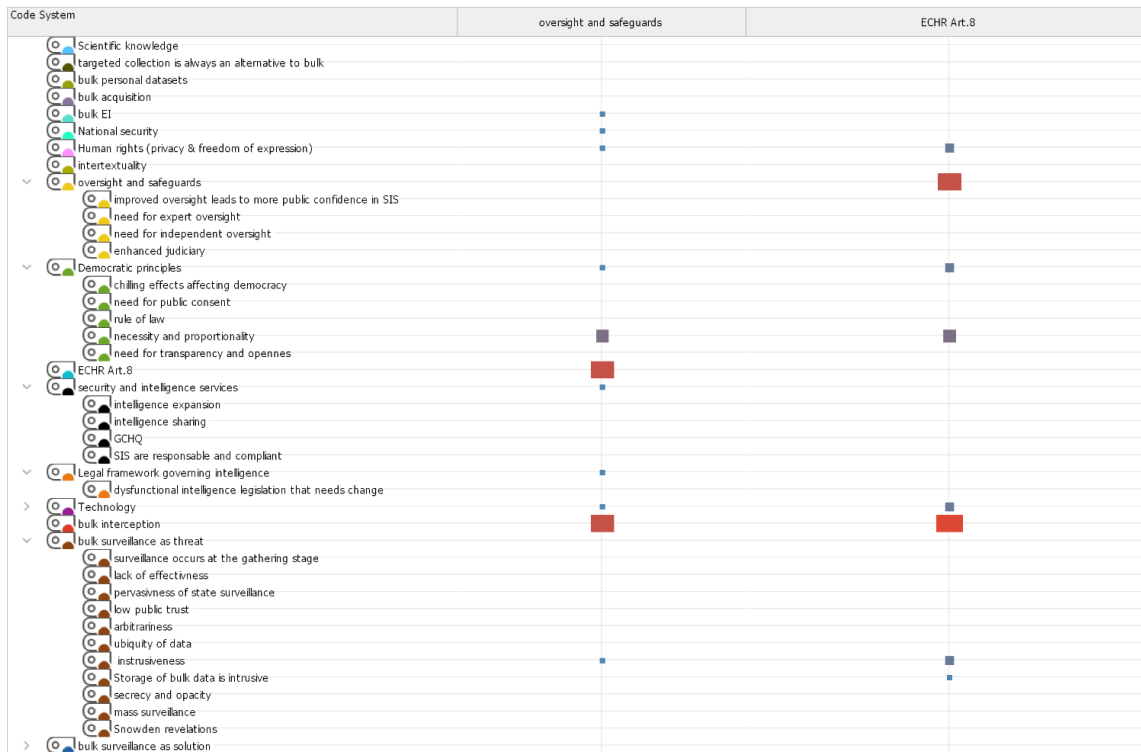 Code System
oversight and safeguards
ECHR Art.8
Scientific knowledge
targeted collection is always an alternative to bulk
bulk personal datasets
bulk acquisition
bulk EI
National security
Human rights (privacy & freedom of expression)
intertextuality
oversight and safeguards
improved oversight leads to more public confidence in SIS
need for expert oversight
need for independent oversight
enhanced judiciary
Democratic principles
chilling effects affecting democracy
need for public consent
rule of law
necessity and proportionality
need for transparency and opennes
ECHR Art.8
security and intelligence services
intelligence expansion
intelligence sharing
GCHQ
SIS are responsable and compliant
Legal framework governing intelligence
dysfunctional intelligence legislation that needs change
Technology
bulk interception
bulk surveillance as threat
surveillance occurs at the gathering stage
lack of effectivness
pervasivness of state surveillance
low public trust
arbitrariness
ubiquity of data
instrusiveness
Storage of bulk data is intrusive
secrecy and opacity
mass surveillance
Snowden revelations
bulk surveillance as solution